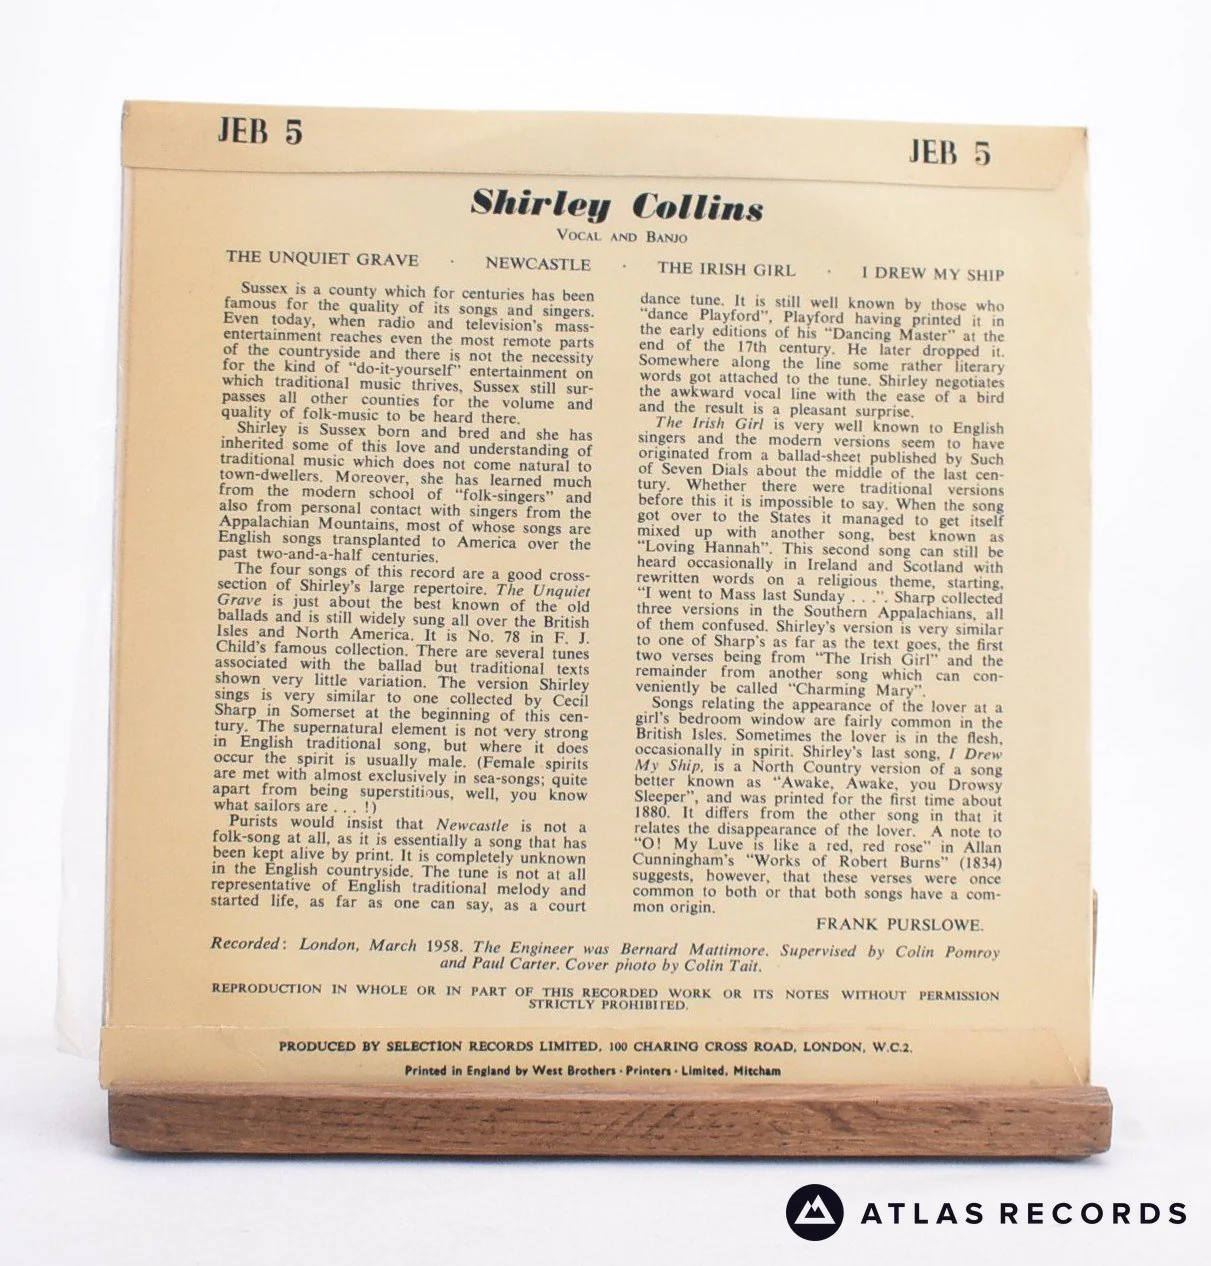 JEB 5
JEB 5
Shirley Collins
VOCAL AND BANJO
THE UNQUIET GRAVE · NEWCASTLE · THE IRISH GIRL · I DREW MY SHIP
Sussex is a county which for centuries has been
famous for the quality of its songs and singers.
Even today, when radio and television's mass-
entertainment reaches even the most remote parts
of the countryside and there is not the necessity
for the kind of "do-it-yourself" entertainment on
which traditional music thrives, Sussex still sur-
passes all other counties for the volume and
quality of folk-music to be heard there.
Shirley is Sussex born and bred and she has
inherited some of this love and understanding of
traditional music which does not come natural to
town-dwellers. Moreover, she has learned much
from the modern school of "folk-singers" and
also from personal contact with singers from the
Appalachian Mountains, most of whose songs are
English songs transplanted to America over the
past two-and-a-half centuries.
The four songs of this record are a good cross-
section of Shirley's large repertoire. The Unquiet
Grave is just about the best known of the old
ballads and is still widely sung all over the British
Isles and North America. It is No. 78 in F. J.
Child's famous collection. There are several tunes
associated with the ballad but traditional texts
shown very little variation. The version Shirley
sings is very similar to one collected by Cecil
Sharp in Somerset at the beginning of this cen-
tury. The supernatural element is not very strong
in English traditional song, but where it does
occur the spirit is usually male. (Female spirits
are met with almost exclusively in sea-songs; quite
apart from being superstitious, well, you know
what sailors are . . . !)
Purists would insist that Newcastle is not a
folk-song at all, as it is essentially a song that has
been kept alive by print. It is completely unknown
in the English countryside. The tune is not at all
representative of English traditional melody and
started life, as far as one can say, as a court
dance tune. It is still well known by those who
"dance Playford", Playford having printed it in
the early editions of his "Dancing Master" at the
end of the 17th century. He later dropped it.
Somewhere along the line some rather literary
words got attached to the tune. Shirley negotiates
the awkward vocal line with the ease of a bird
and the result is a pleasant surprise.
The Irish Girl is very well known to English
singers and the modern versions seem to have
originated from a ballad-sheet published by Such
of Seven Dials about the middle of the last cen-
tury. Whether there were traditional versions
before this it is impossible to say. When the song
got over to the States it managed to get itself
mixed up with another song, best known as
"Loving Hannah". This second song can still be
heard occasionally in Ireland and Scotland with
rewritten words on a religious theme, starting,
"I went to Mass last Sunday . . .". Sharp collected
three versions in the Southern Appalachians, all
of them confused. Shirley's version is very similar
to one of Sharp's as far as the text goes, the first
two verses being from "The Irish Girl" and the
remainder from another song which can con-
veniently be called "Charming Mary".
Songs relating the appearance of the lover at a
girl's bedroom window are fairly common in the
British Isles. Sometimes the lover is in the flesh,
occasionally in spirit. Shirley's last song, I Drew
My Ship, is a North Country version of a song
better known as "Awake, Awake, you Drowsy
Sleeper", and was printed for the first time about
1880. It differs from the other song in that it
relates the disappearance of the lover. A note to
"O! My Luve is like a red, red rose" in Allan
Cunningham's "Works of Robert Burns" (1834)
suggests, however, that these verses were once
common to both or that both songs have a com-
mon origin.
FRANK PURSLOWE.
Recorded: London, March 1958. The Engineer was Bernard Mattimore. Supervised by Colin Pomroy
and Paul Carter. Cover photo by Colin Tait.
REPRODUCTION IN WHOLE OR IN PART OF THIS RECORDED WORK OR ITS NOTES WITHOUT PERMISSION
STRICTLY PROHIBITED.
PRODUCED BY SELECTION RECORDS LIMITED, 100 CHARING CROSS ROAD, LONDON, W.C.2.
Printed in England by West Brothers · Printers · Limited, Mitcham
ATLAS RECORDS